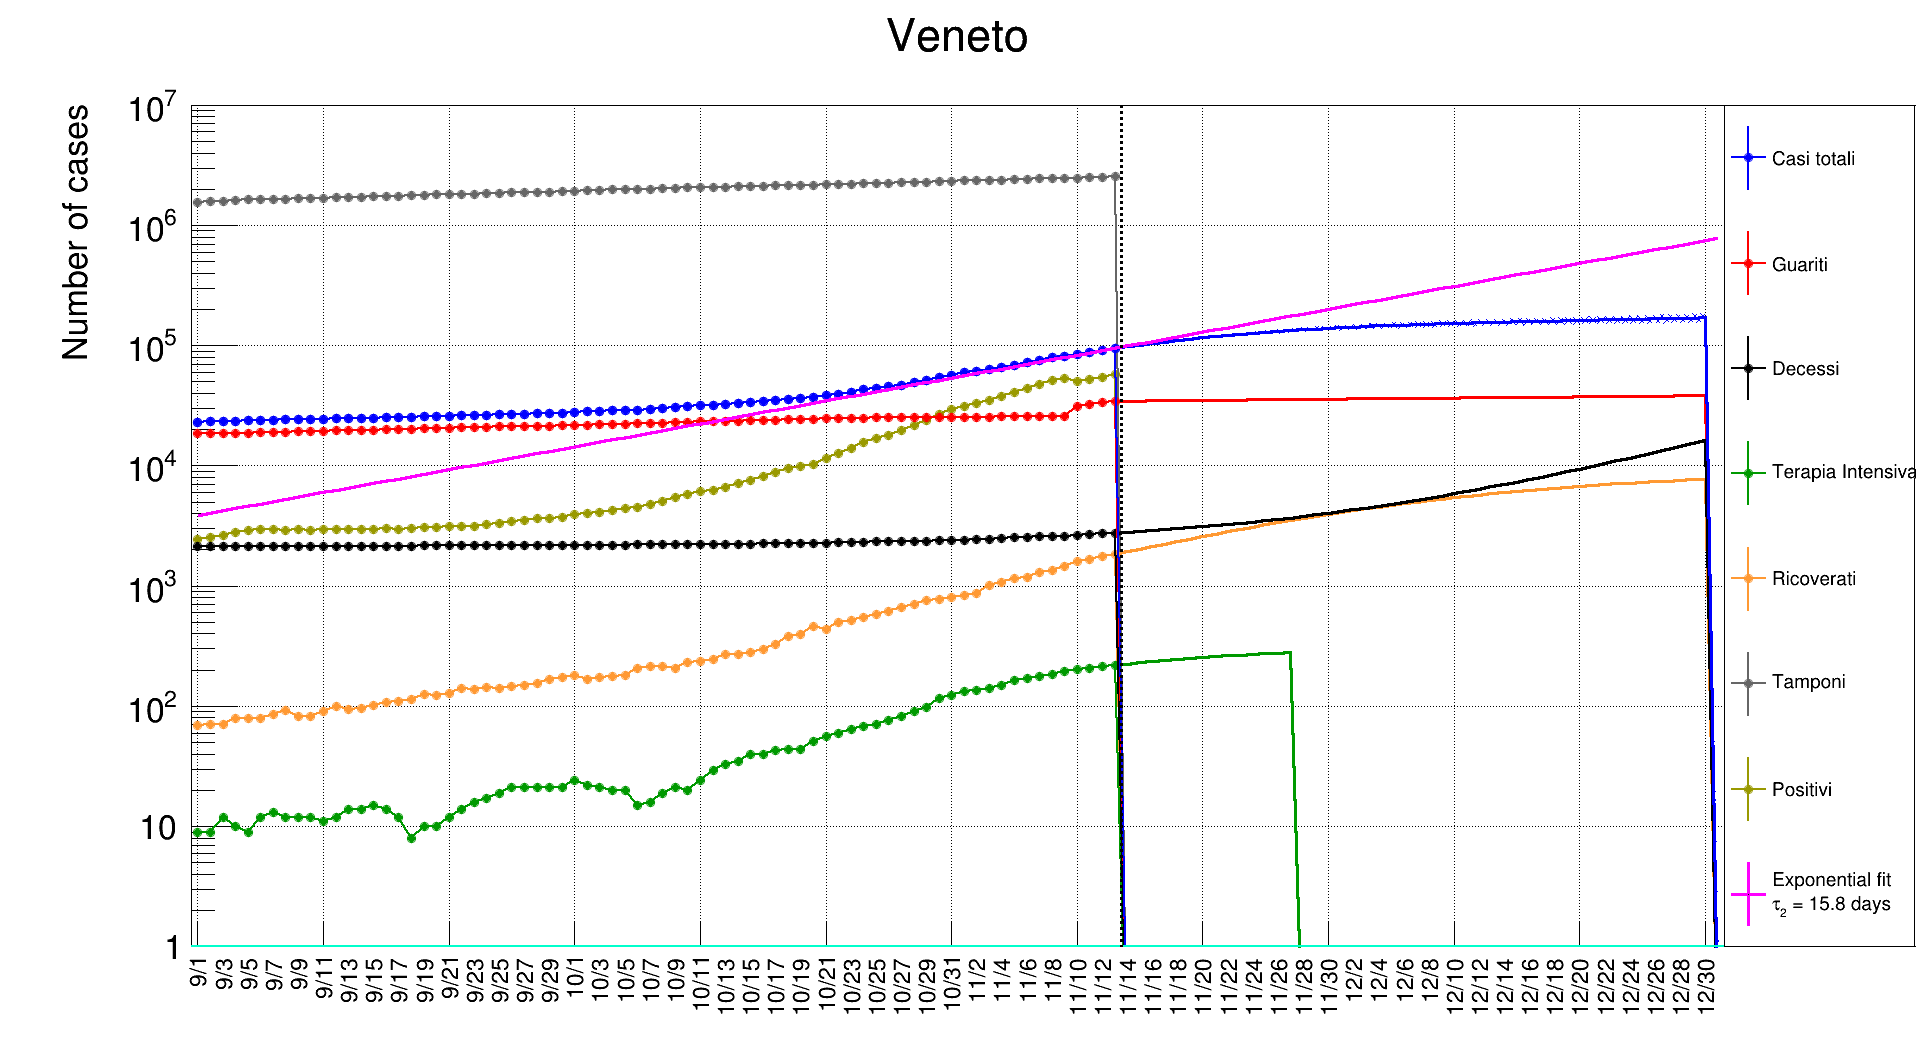 Veneto
Number of cases
10^7
10^6
10^5
10^4
10^3
10^2
10
1
9/1 9/3 9/5 9/7 9/9 9/11 9/13 9/15 9/17 9/19 9/21 9/23 9/25 9/27 9/29 10/1 10/3 10/5 10/7 10/9 10/11 10/13 10/15 10/17 10/19 10/21 10/23 10/25 10/27 10/29 10/31 11/2 11/4 11/6 11/8 11/10 11/12 11/14 11/16 11/18 11/20 11/22 11/24 11/26 11/28 11/30 12/2 12/4 12/6 12/8 12/10 12/12 12/14 12/16 12/18 12/20 12/22 12/24 12/26 12/28 12/30
Casi totali
Guariti
Decessi
Terapia Intensiva
Ricoverati
Tamponi
Positivi
Exponential fit
τ_2 = 15.8 days